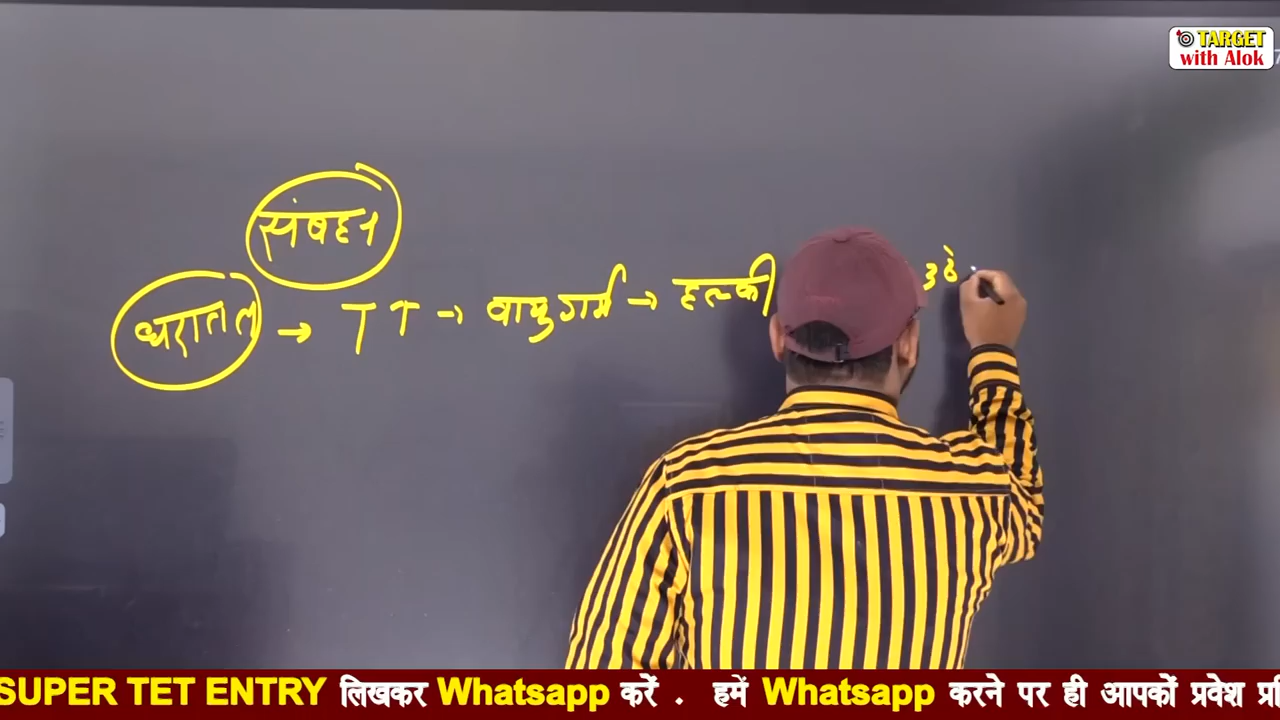 TARGET
with Alok
संवहन
धरातल → T ↑ → वायु गर्म → हल्की उठे
SUPER TET ENTRY लिखकर Whatsapp करें . हमें Whatsapp करने पर ही आपकों प्रवेश